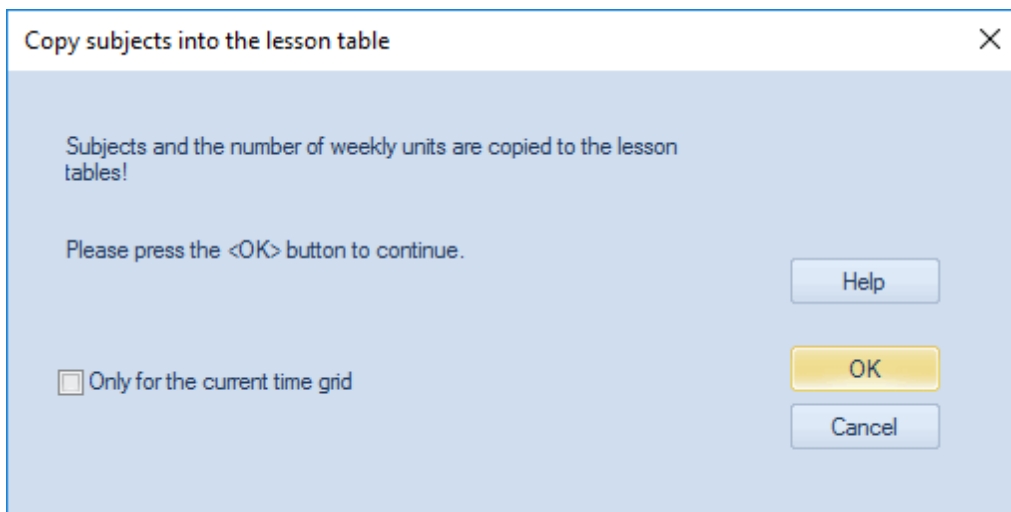 Copy subjects into the lesson table
Subjects and the number of weekly units are copied to the lesson
tables!
Please press the <OK> button to continue.
Help
Only for the current time grid
OK
Cancel